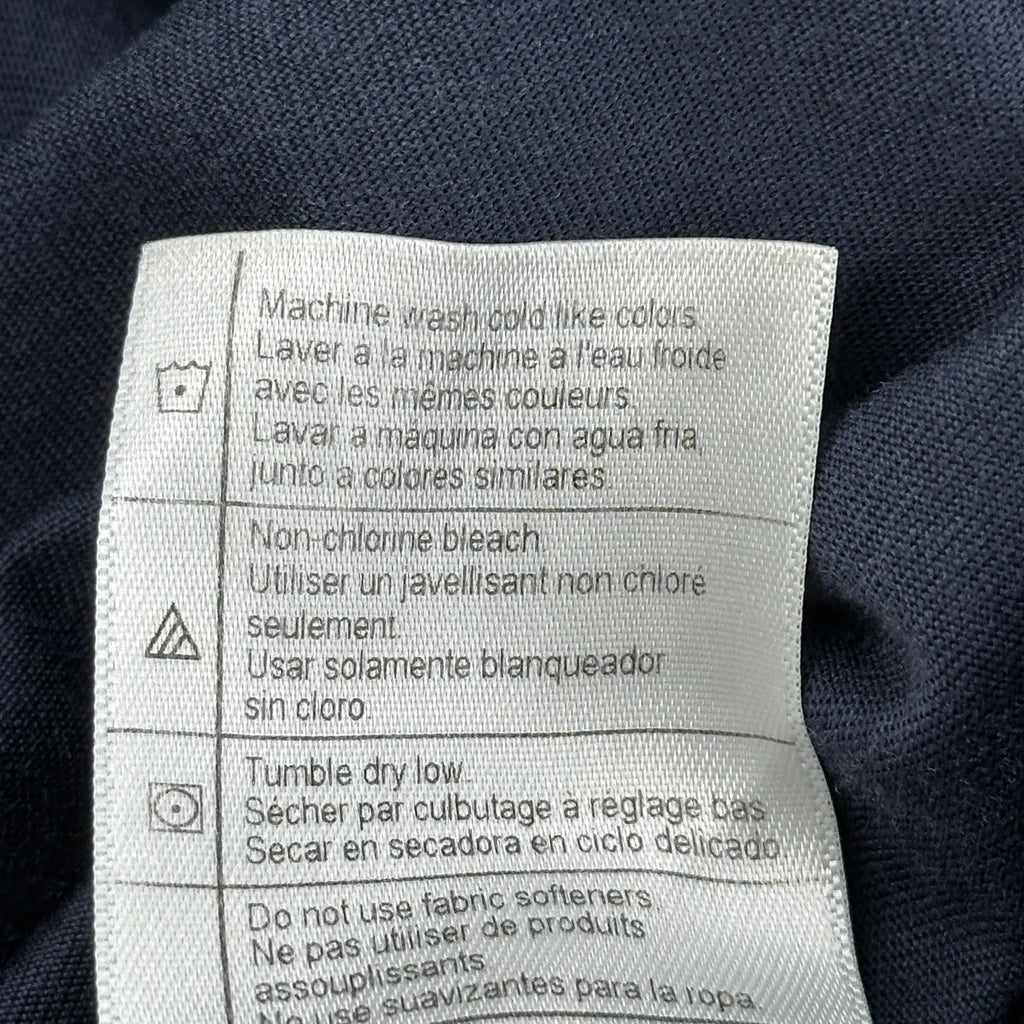 Machine wash cold like colors.
Laver à la machine a l'eau froide
avec les mêmes couleurs.
Lavar a maquina con agua fria,
junto a colores similares.
Non-chlorine bleach.
Utiliser un javellisant non chloré
seulement.
Usar solamente blanqueador
sin cloro.
Tumble dry low.
Sécher par culbutage à réglage bas
Secar en secadora en ciclo delicado.
Do not use fabric softeners.
Ne pas utiliser de produits
assouplissants
No use suavizantes para la ropa.